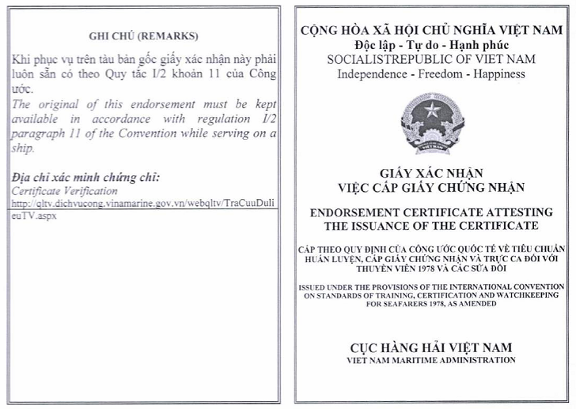 GHI CHÚ (REMARKS)
Khi phục vụ trên tàu bản gốc giấy xác nhận này phải
luôn sẵn có theo Quy tắc I/2 khoản 11 của Công
ước.
The original of this endorsement must be kept
available in accordance with regulation I/2
paragraph 11 of the Convention while serving on a
ship.
Địa chỉ xác minh chứng chỉ:
Certificate Verification
http://qltv.dichvucong.vinamarine.gov.vn/webqltv/TraCuuDuli
euTV.aspx
CỘNG HÒA XÃ HỘI CHỦ NGHĨA VIỆT NAM
Độc lập - Tự do - Hạnh phúc
SOCIALISTREPUBLIC OF VIET NAM
Independence - Freedom - Happiness
VIỆT NAM
GIẤY XÁC NHẬN
VIỆC CẤP GIẤY CHỨNG NHẬN
ENDORSEMENT CERTIFICATE ATTESTING
THE ISSUANCE OF THE CERTIFICATE
CẤP THEO QUY ĐỊNH CỦA CÔNG ƯỚC QUỐC TẾ VỀ TIÊU CHUẨN
HUẤN LUYỆN, CẤP GIẤY CHỨNG NHẬN VÀ TRỰC CA ĐỐI VỚI
THUYỀN VIÊN 1978 VÀ CÁC SỬA ĐỔI
ISSUED UNDER THE PROVISIONS OF THE INTERNATIONAL CONVENTION
ON STANDARDS OF TRAINING, CERTIFICATION AND WATCHKEEPING
FOR SEAFARERS 1978, AS AMENDED
CỤC HÀNG HẢI VIỆT NAM
VIET NAM MARITIME ADMINISTRATION